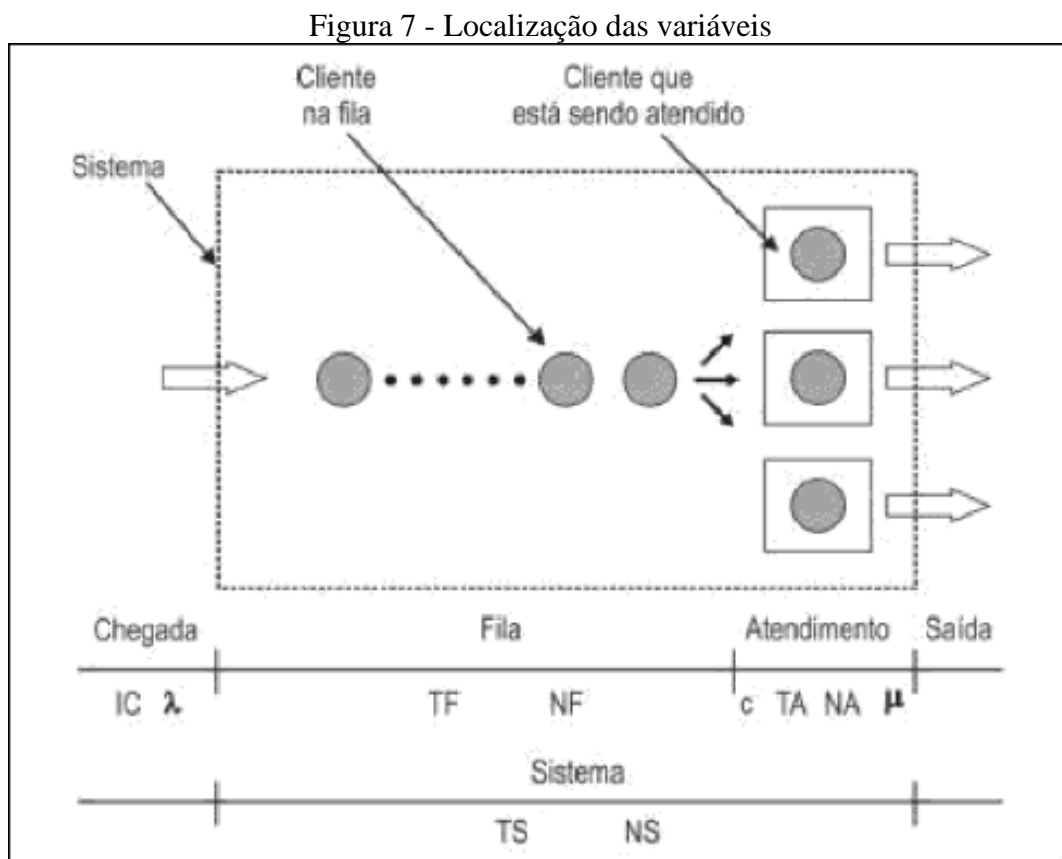 Figura 7 - Localização das variáveis
Cliente
na fila
Cliente que
está sendo atendido
Sistema
Chegada Fila Atendimento Saída
IC λ TF NF c TA NA μ
Sistema
TS NS